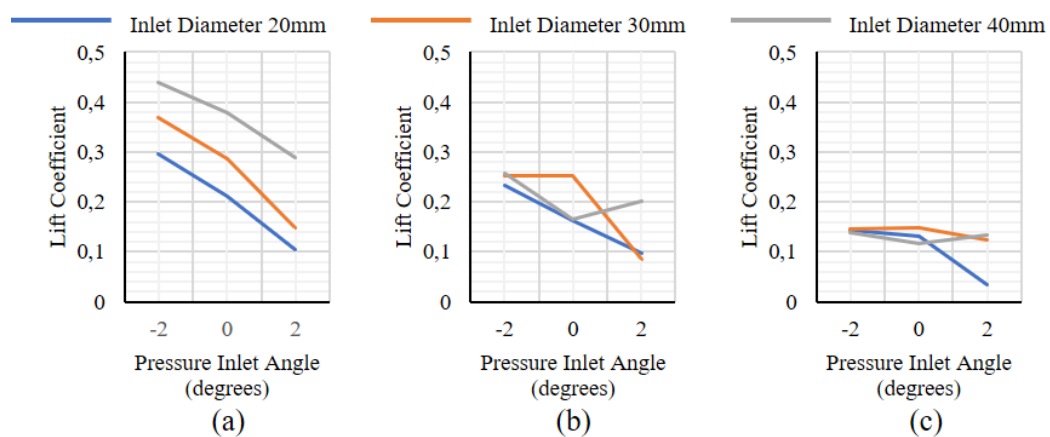 Inlet Diameter 20mm
Inlet Diameter 30mm
Inlet Diameter 40mm
Lift Coefficient
0,5
0,4
0,3
0,2
0,1
0
-2 0 2
Pressure Inlet Angle
(degrees)
(a)
Lift Coefficient
0,5
0,4
0,3
0,2
0,1
0
-2 0 2
Pressure Inlet Angle
(degrees)
(b)
Lift Coefficient
0,5
0,4
0,3
0,2
0,1
0
-2 0 2
Pressure Inlet Angle
(degrees)
(c)